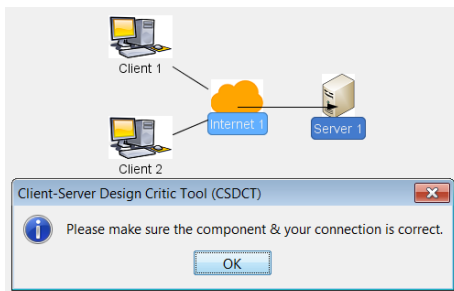 Client 1
Internet 1
Server 1
Client 2
Client-Server Design Critic Tool (CSDCT)
Please make sure the component & your connection is correct.
OK